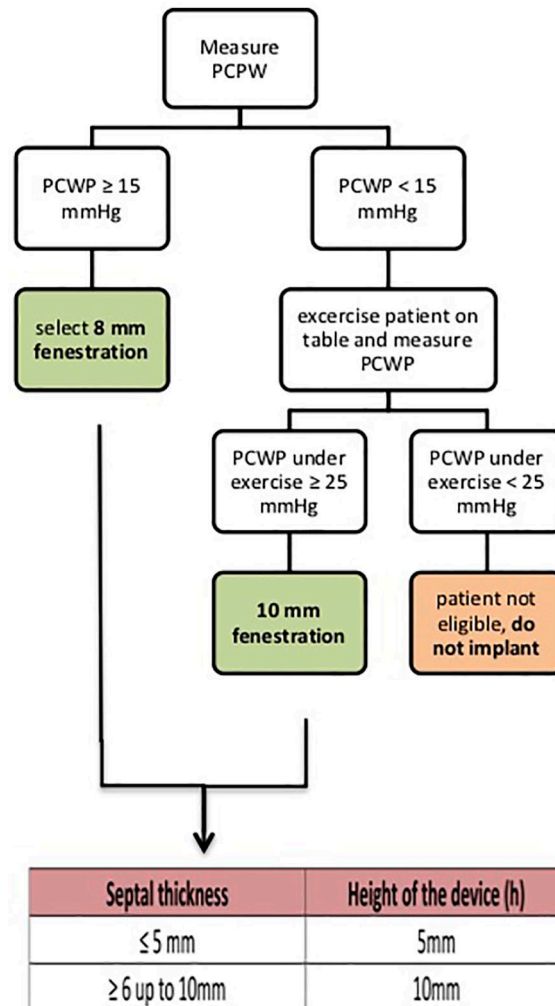 Measure
PCPW
PCWP ≥ 15
mmHg
PCWP < 15
mmHg
select 8 mm
fenestration
excercise patient on
table and measure
PCWP
PCWP under
exercise ≥ 25
mmHg
PCWP under
exercise < 25
mmHg
10 mm
fenestration
patient not
eligible, do
not implant
Septal thickness Height of the device (h)
≤ 5 mm 5mm
≥ 6 up to 10mm 10mm